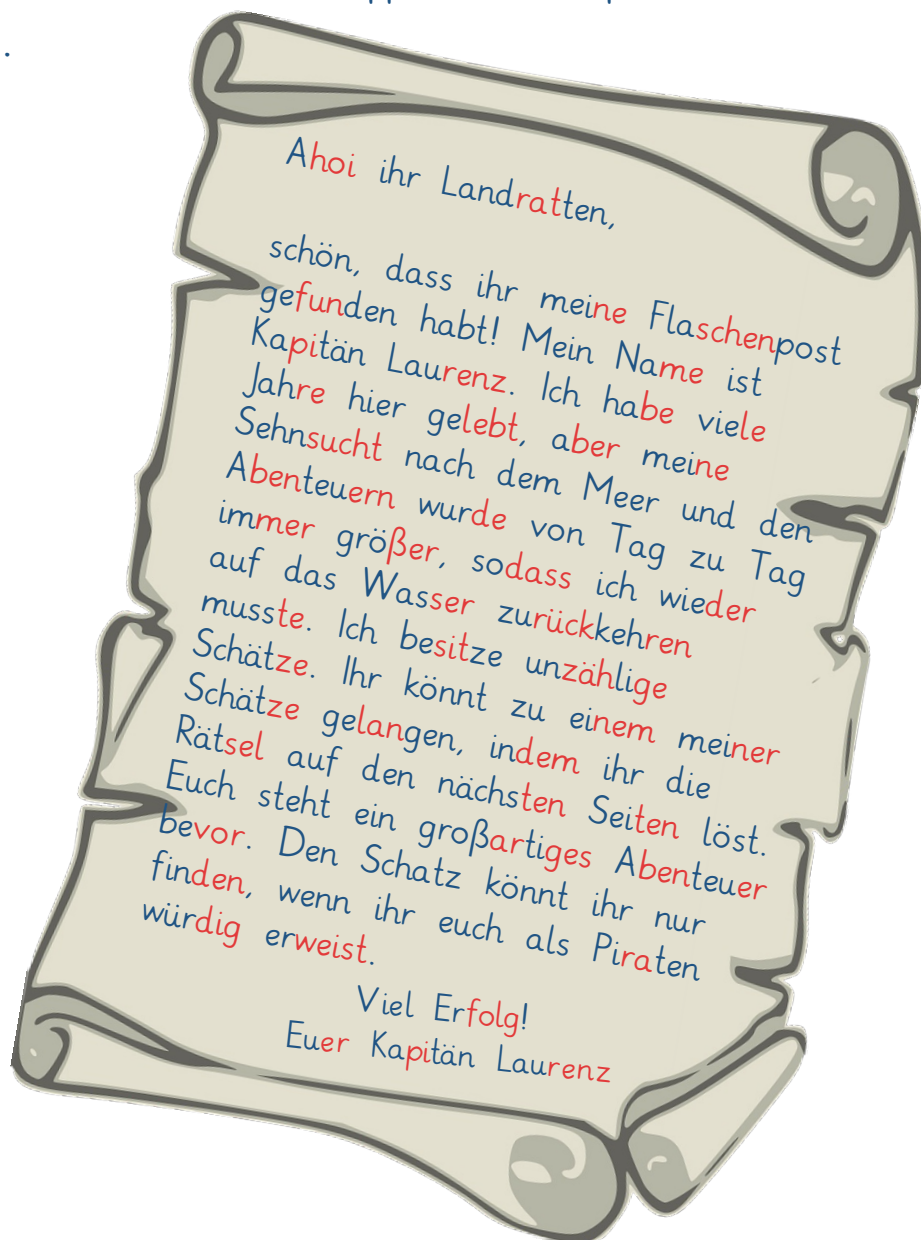 Ahoi ihr Landratten,
schön, dass ihr meine Flaschenpost
gefunden habt! Mein Name ist
Kapitän Laurenz. Ich habe viele
Jahre hier gelebt, aber meine
Sehnsucht nach dem Meer und den
Abenteuern wurde von Tag zu Tag
immer größer, sodass ich wieder
auf das Wasser zurückkehren
musste. Ich besitze unzählige
Schätze. Ihr könnt zu einem meiner
Schätze gelangen, indem ihr die
Rätsel auf den nächsten Seiten löst.
Euch steht ein großartiges Abenteuer
bevor. Den Schatz könnt ihr nur
finden, wenn ihr euch als Piraten
würdig erweist.
Viel Erfolg!
Euer Kapitän Laurenz